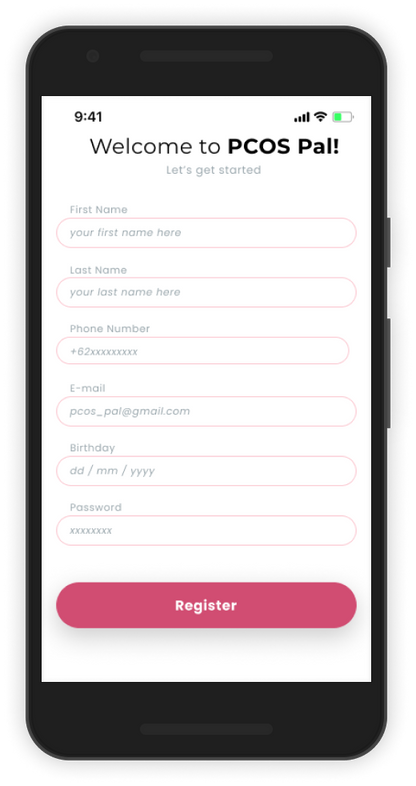 9:41
Welcome to PCOS Pal!
Let's get started
First Name
your first name here
Last Name
your last name here
Phone Number
+62xxxxxxxxx
E-mail
pcos_pal@gmail.com
Birthday
dd / mm / yyyy
Password
xxxxxxxx
Register